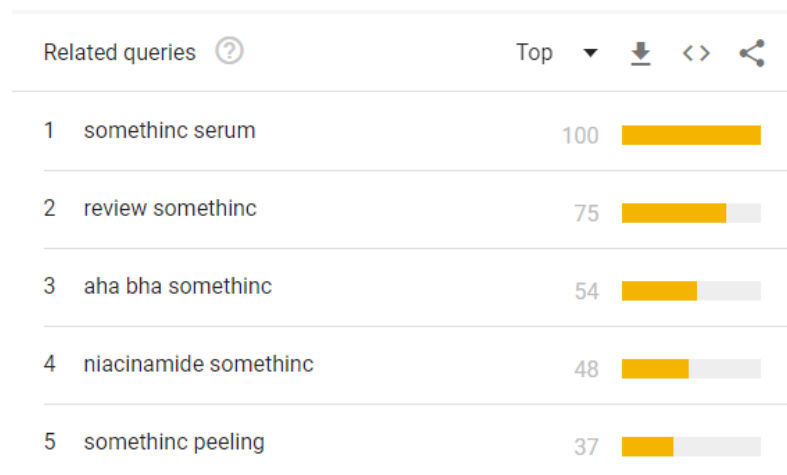 Related queries ? Top
1 somethinc serum 100
2 review somethinc 75
3 aha bha somethinc 54
4 niacinamide somethinc 48
5 somethinc peeling 37